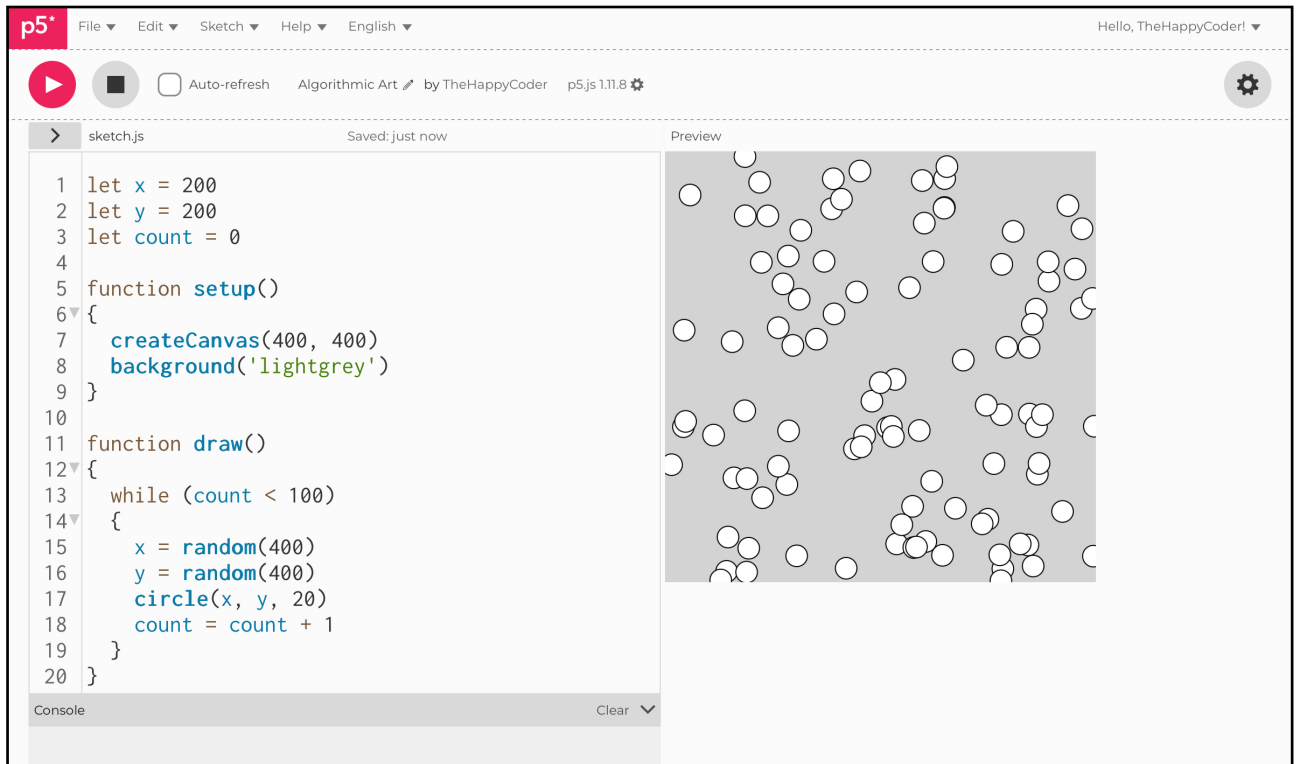 p5* File Edit Sketch Help English Hello, TheHappyCoder!
Auto-refresh Algorithmic Art by TheHappyCoder p5.js 1.11.8
sketch.js Saved: just now Preview
1 let x = 200
2 let y = 200
3 let count = 0
4
5 function setup()
6 {
7 createCanvas(400, 400)
8 background('lightgrey')
9 }
10
11 function draw()
12 {
13 while (count < 100)
14 {
15 x = random(400)
16 y = random(400)
17 circle(x, y, 20)
18 count = count + 1
19 }
20 }
Console Clear